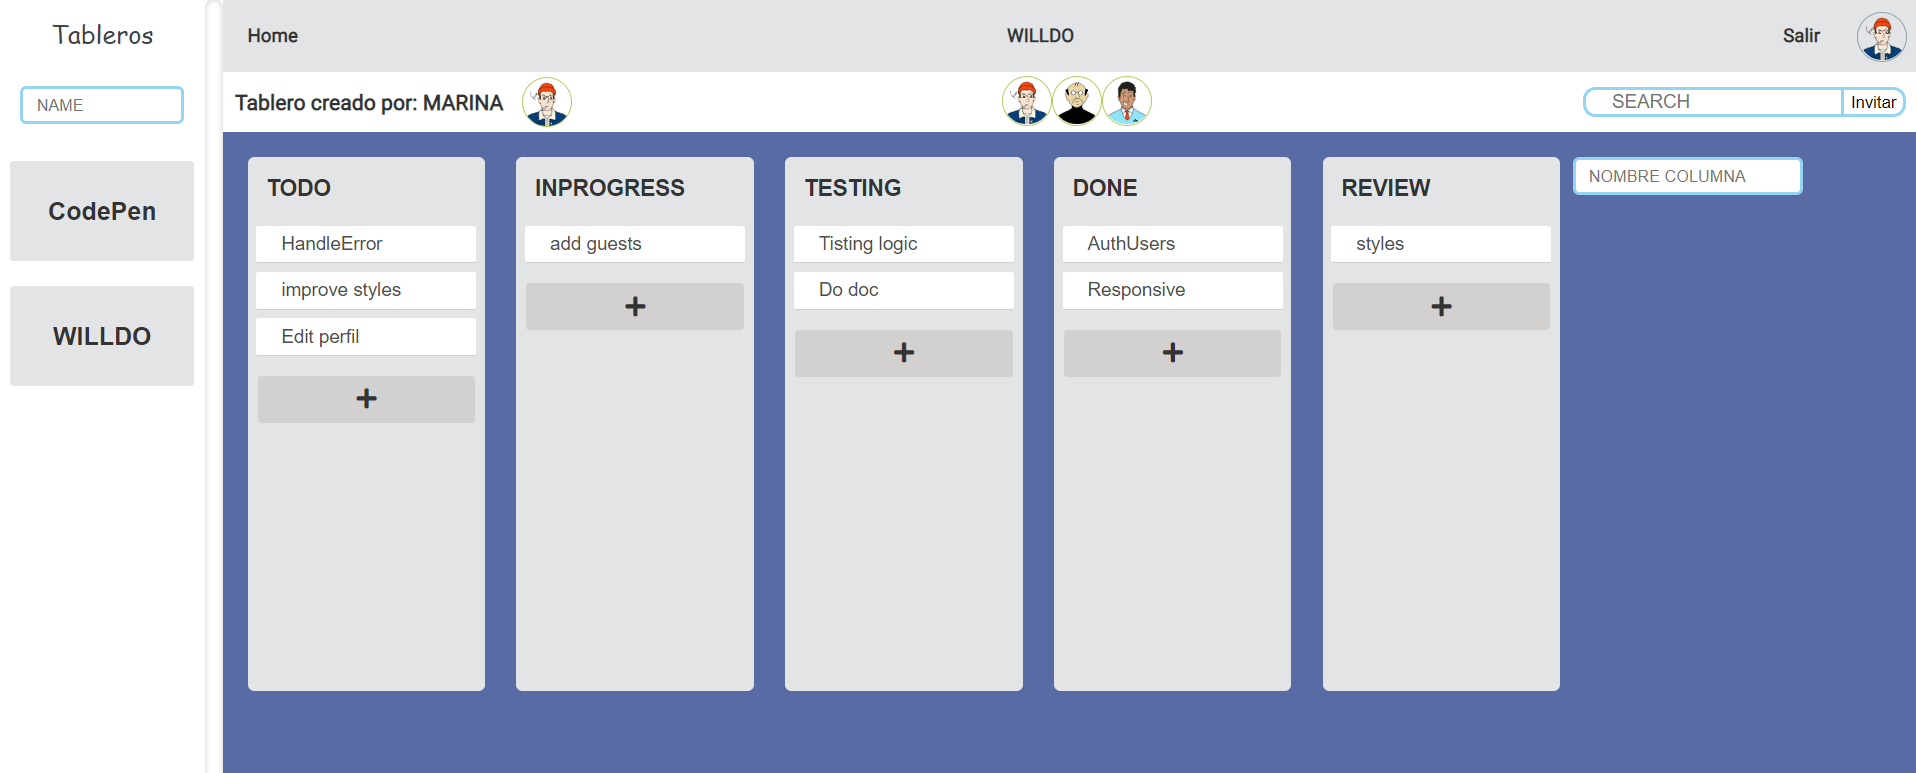 Tableros
NAME
CodePen
WILLDO
Home
WILLDO
Salir
Tablero creado por: MARINA
SEARCH
Invitar
TODO
HandleError
improve styles
Edit perfil
+
INPROGRESS
add guests
+
TESTING
Tisting logic
Do doc
+
DONE
AuthUsers
Responsive
+
REVIEW
styles
+
NOMBRE COLUMNA